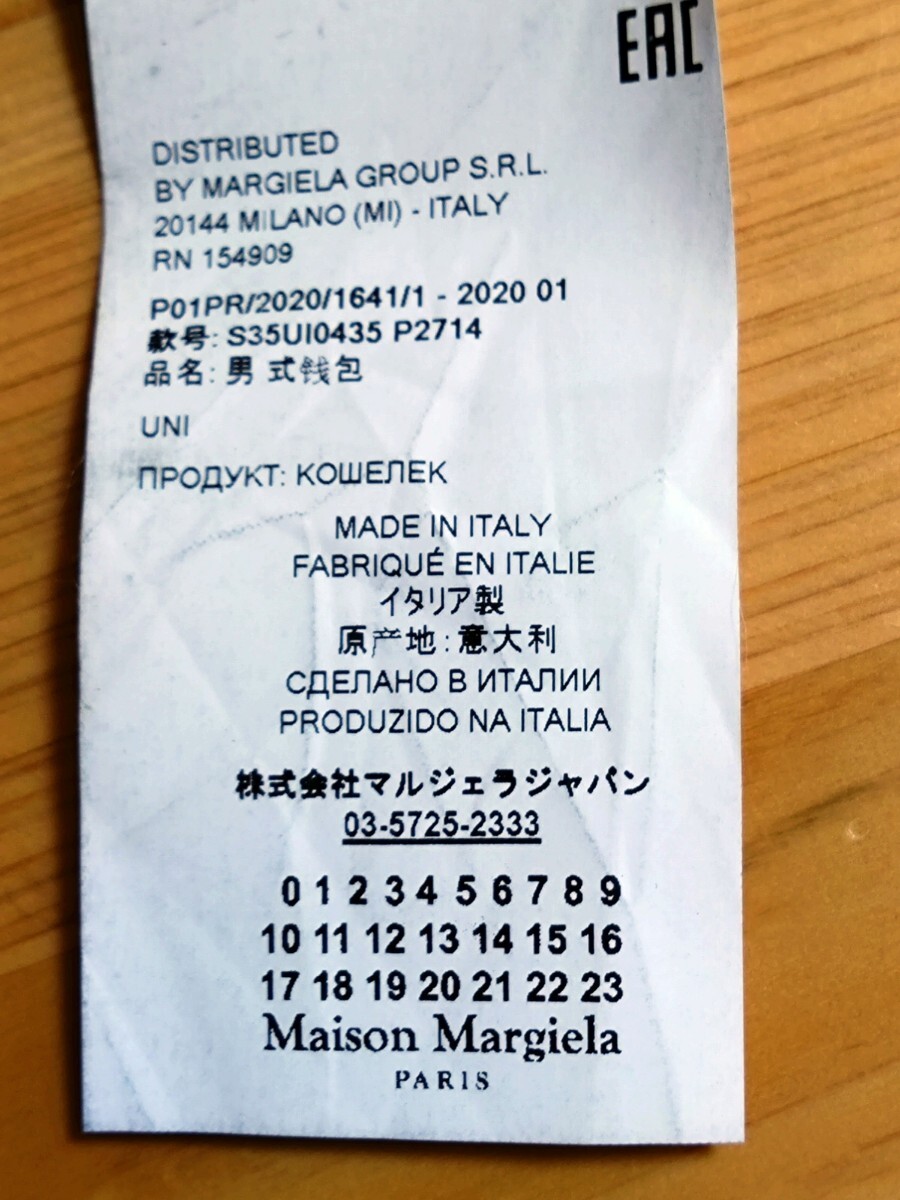 EAC
DISTRIBUTED
BY MARGIELA GROUP S.R.L.
20144 MILANO (MI) - ITALY
RN 154909
P01PR/2020/1641/1 - 2020 01
款号: S35UI0435 P2714
品名: 男 式钱包
UNI
ПРОДУКТ: КОШЕЛЕК
MADE IN ITALY
FABRIQUÉ EN ITALIE
イタリア製
原产地: 意大利
СДЕЛАНО В ИТАЛИИ
PRODUZIDO NA ITALIA
株式会社マルジェラジャパン
03-5725-2333
0 1 2 3 4 5 6 7 8 9
10 11 12 13 14 15 16
17 18 19 20 21 22 23
Maison Margiela
PARIS